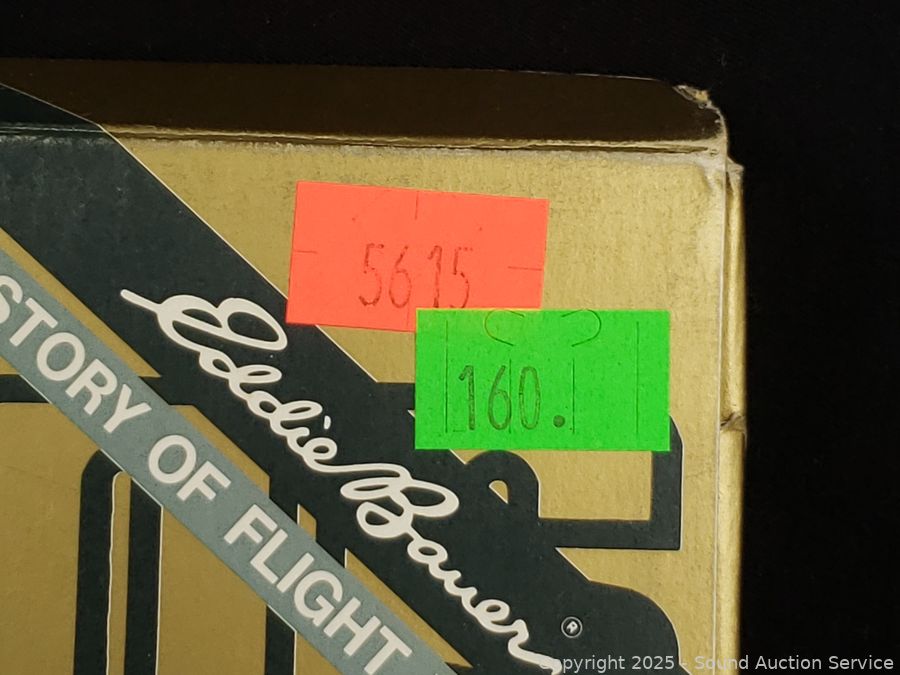 5615
160.
Eddie Bauer®
STORY OF FLIGHT
Copyright 2025 - Sound Auction Service